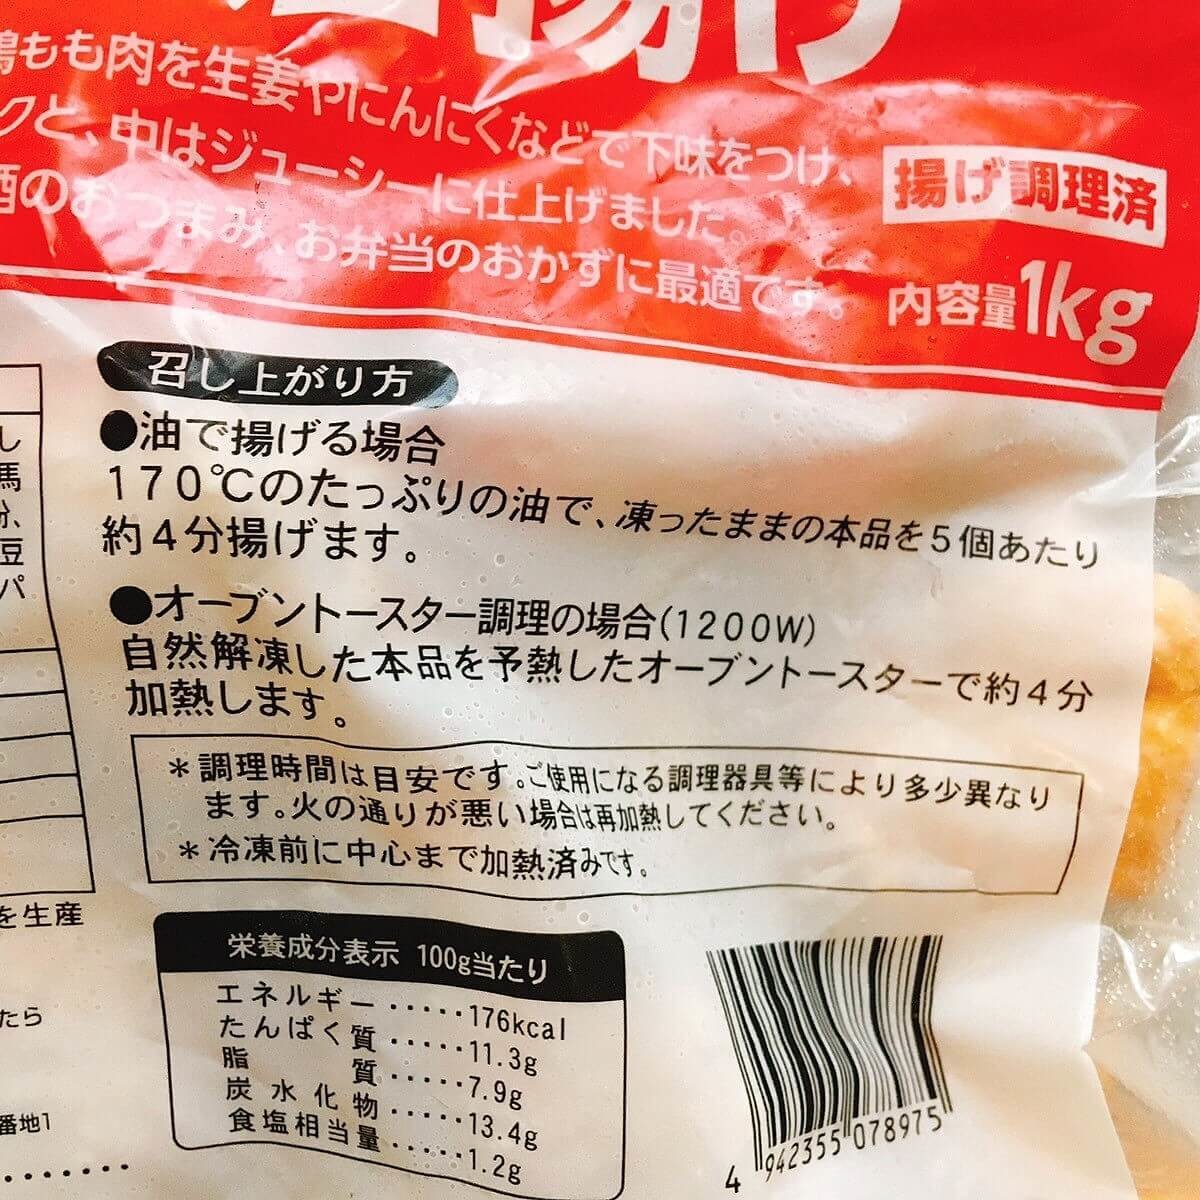 揚げ
鶏もも肉を生姜やにんにくなどで下味をつけ、
クと、中はジューシーに仕上げました。
酒のおつまみ、お弁当のおかずに最適です。
揚げ調理済
内容量1kg
召し上がり方
●油で揚げる場合
170℃のたっぷりの油で、凍ったままの本品を5個あたり
約4分揚げます。
●オーブントースター調理の場合(1200W)
自然解凍した本品を予熱したオーブントースターで約4分
加熱します。
*調理時間は目安です。ご使用になる調理器具等により多少異なり
ます。火の通りが悪い場合は再加熱してください。
*冷凍前に中心まで加熱済みです。
し
馬
豆
パ
を生産
たら
番地1
栄養成分表示 100g当たり
エネルギー・・・・・176kcal
たんぱく質・・・・・11.3g
脂質・・・・・7.9g
炭水化物・・・・・13.4g
食塩相当量・・・・・1.2g
4 942355 078975